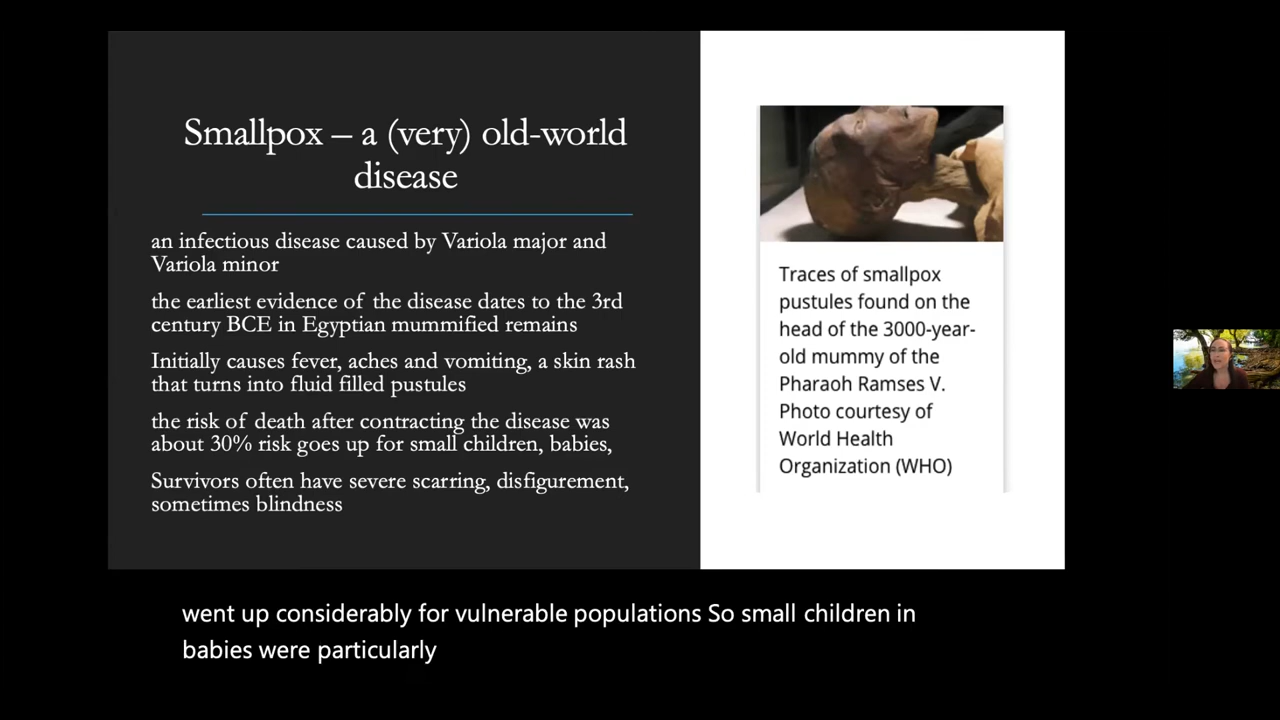 Smallpox – a (very) old-world
disease
an infectious disease caused by Variola major and
Variola minor
the earliest evidence of the disease dates to the 3rd
century BCE in Egyptian mummified remains
Initially causes fever, aches and vomiting, a skin rash
that turns into fluid filled pustules
the risk of death after contracting the disease was
about 30% risk goes up for small children, babies,
Survivors often have severe scarring, disfigurement,
sometimes blindness
Traces of smallpox
pustules found on the
head of the 3000-year-
old mummy of the
Pharaoh Ramses V.
Photo courtesy of
World Health
Organization (WHO)
went up considerably for vulnerable populations So small children in
babies were particularly